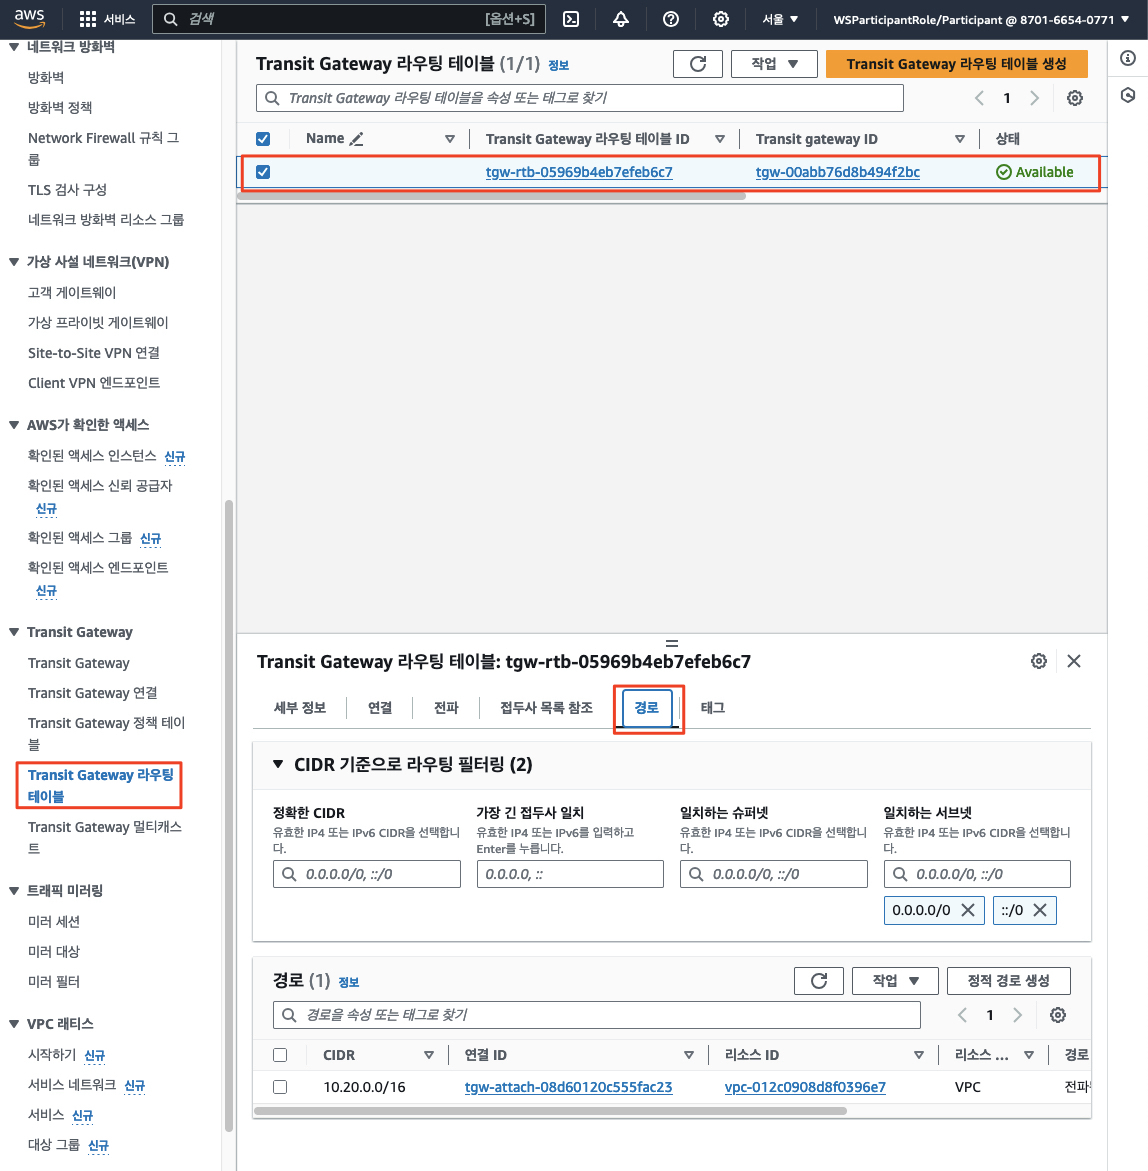 aws
서비스
검색
[옵션+S]
서울 ▼
WSParticipantRole/Participant @ 8701-6654-0771 ▼
네트워크 방화벽
방화벽
방화벽 정책
Network Firewall 규칙 그
룹
TLS 검사 구성
네트워크 방화벽 리소스 그룹
가상 사설 네트워크(VPN)
고객 게이트웨이
가상 프라이빗 게이트웨이
Site-to-Site VPN 연결
Client VPN 엔드포인트
AWS가 확인한 액세스
확인된 액세스 인스턴스 신규
확인된 액세스 신뢰 공급자
신규
확인된 액세스 그룹 신규
확인된 액세스 엔드포인트
신규
Transit Gateway
Transit Gateway
Transit Gateway 연결
Transit Gateway 정책 테이
블
Transit Gateway 라우팅
테이블
Transit Gateway 멀티캐스
트
트래픽 미러링
미러 세션
미러 대상
미러 필터
VPC 래티스
시작하기 신규
서비스 네트워크 신규
서비스 신규
대상 그룹 신규
Transit Gateway 라우팅 테이블 (1/1) 정보
작업 ▼
Transit Gateway 라우팅 테이블 생성
Transit Gateway 라우팅 테이블을 속성 또는 태그로 찾기
1
Name
Transit Gateway 라우팅 테이블 ID
Transit gateway ID
상태
tgw-rtb-05969b4eb7efeb6c7
tgw-00abb76d8b494f2bc
Available
Transit Gateway 라우팅 테이블: tgw-rtb-05969b4eb7efeb6c7
세부 정보
연결
전파
접두사 목록 참조
경로
태그
CIDR 기준으로 라우팅 필터링 (2)
정확한 CIDR
유효한 IP4 또는 IPv6 CIDR을 선택합니
다.
0.0.0.0/0, ::/0
가장 긴 접두사 일치
유효한 IP4 또는 IPv6를 입력하고
Enter를 누릅니다.
0.0.0.0, ::
일치하는 슈퍼넷
유효한 IP4 또는 IPv6 CIDR을 선택합니
다.
0.0.0.0/0, ::/0
일치하는 서브넷
유효한 IP4 또는 IPv6 CIDR을 선택합니
다.
0.0.0.0/0, ::/0
0.0.0.0/0
::/0
경로 (1) 정보
작업 ▼
정적 경로 생성
경로을 속성 또는 태그로 찾기
1
CIDR
연결 ID
리소스 ID
리소스 ...
경로
10.20.0.0/16
tgw-attach-08d60120c555fac23
vpc-012c0908d8f0396e7
VPC
전파